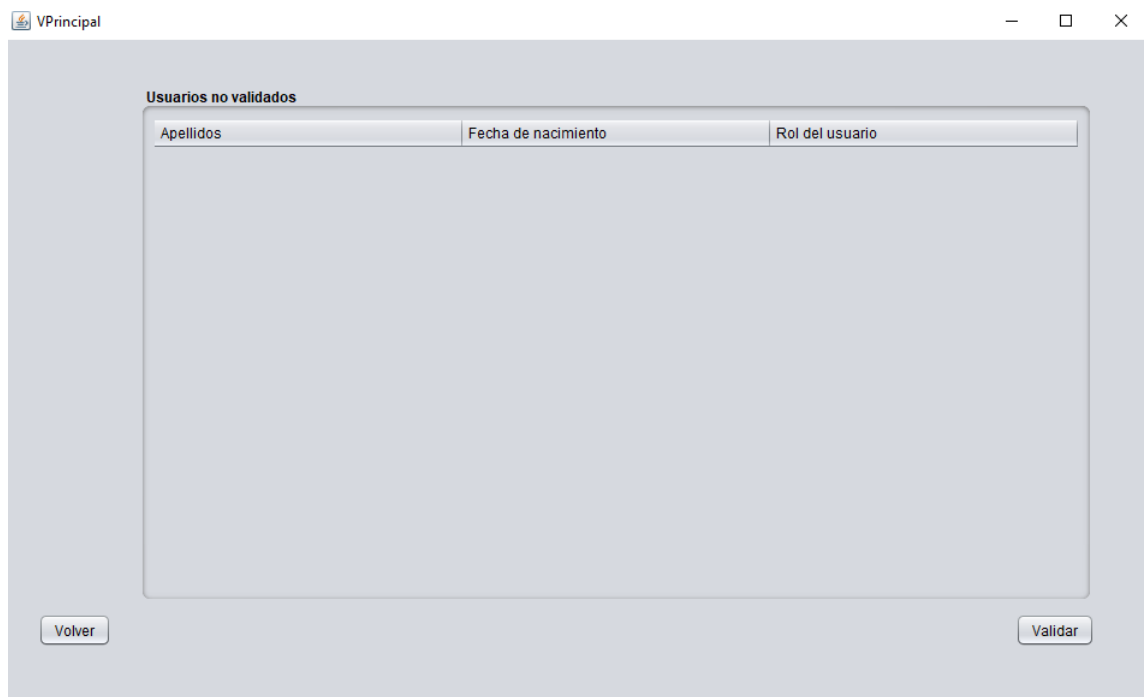 VPrincipal
Usuarios no validados
Apellidos Fecha de nacimiento Rol del usuario
Volver Validar